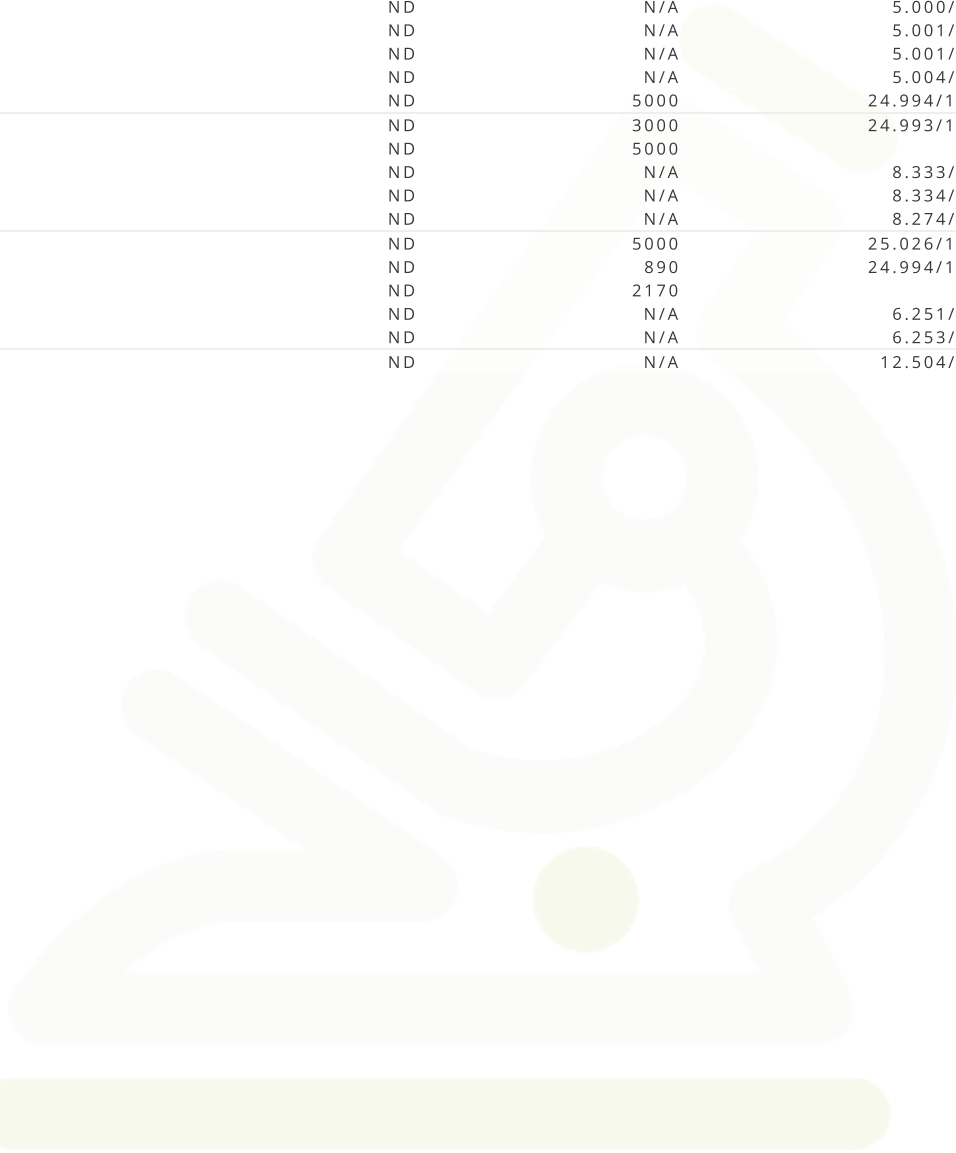 ND N/A 5.000/
ND N/A 5.001/
ND N/A 5.001/
ND N/A 5.004/
ND 5000 24.994/1
ND 3000 24.993/1
ND 5000
ND N/A 8.333/
ND N/A 8.334/
ND N/A 8.274/
ND 5000 25.026/1
ND 890 24.994/1
ND 2170
ND N/A 6.251/
ND N/A 6.253/
ND N/A 12.504/